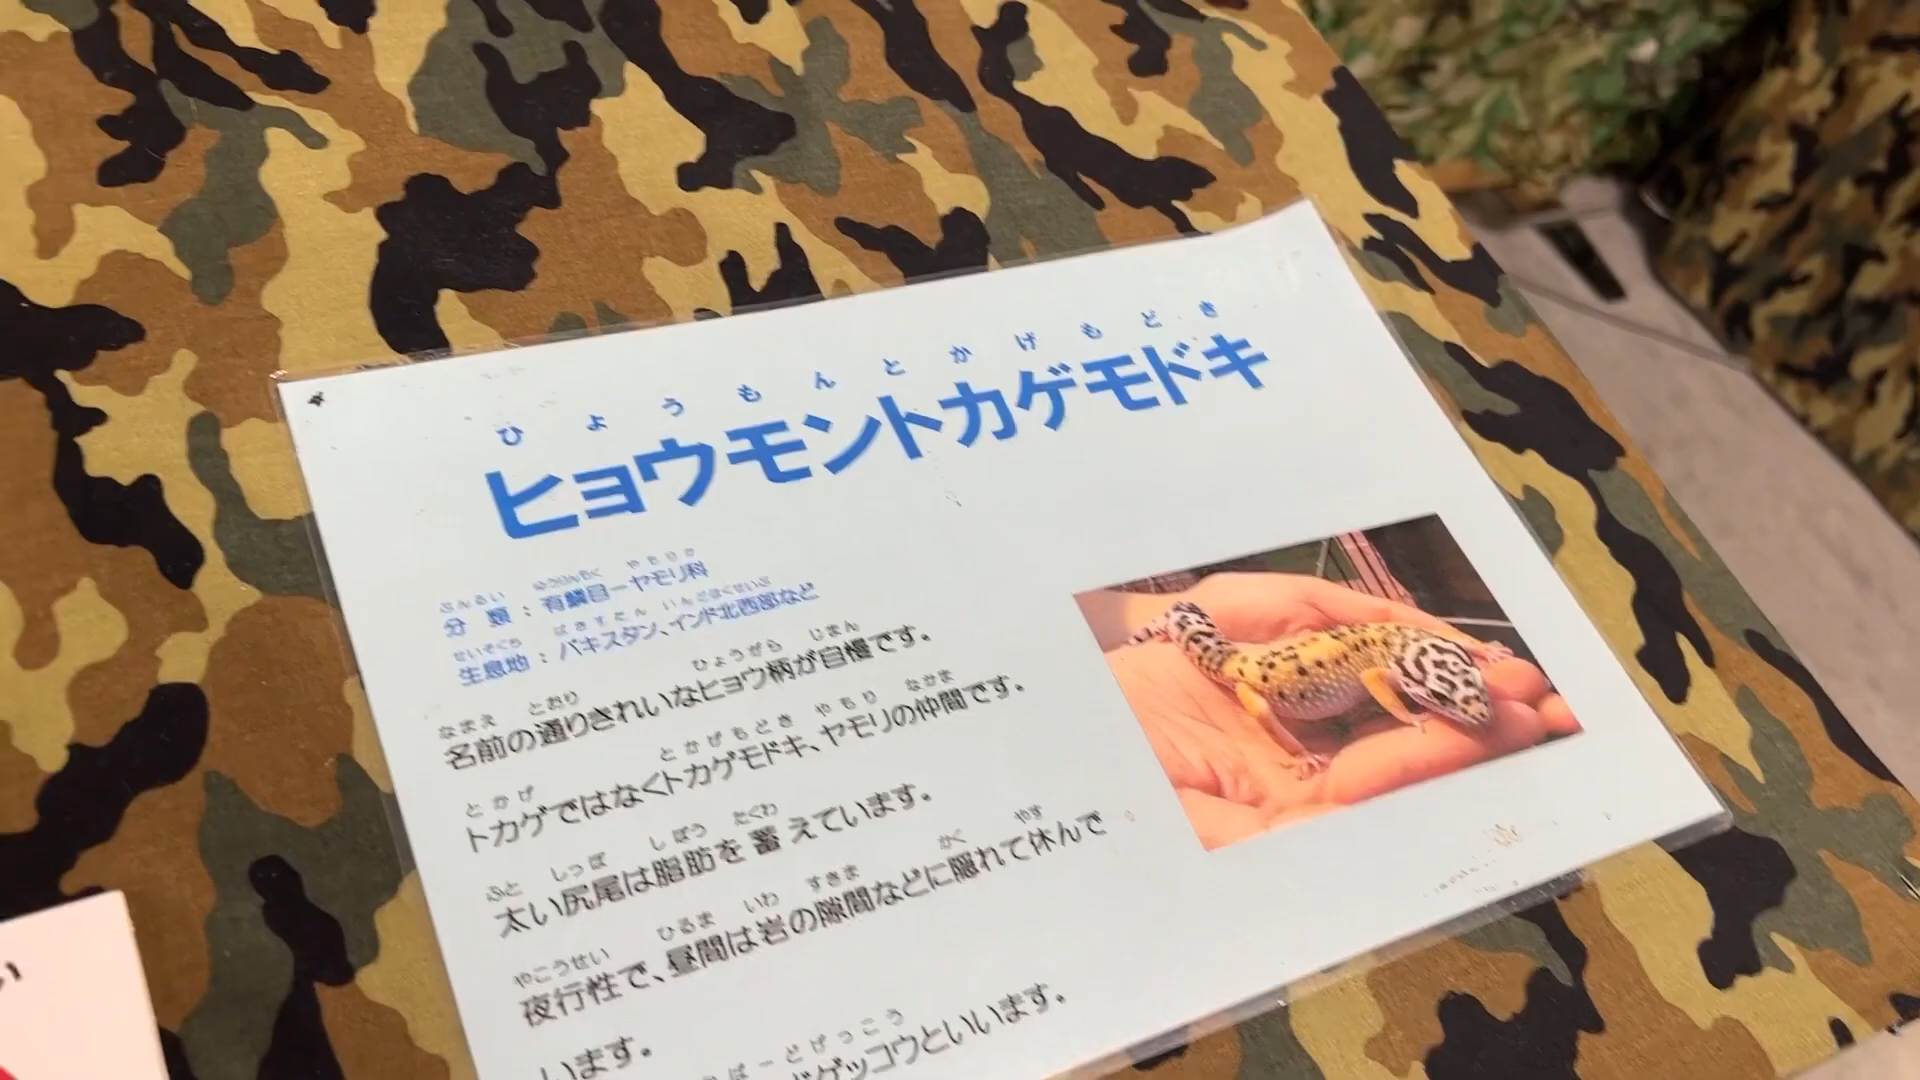 ひょうもんとかげもどき
ヒョウモントカゲモドキ
ぶんるい ゆうりんもく やもりか
分類：有鱗目－ヤモリ科
せいそくち ぱきすたん いんどほくせいぶ
生息地：パキスタン、インド北西部など
なまえ とおり ひょうがら じまん
名前の通りきれいなヒョウ柄が自慢です。
とかげ とかげもどき やもり なかま
トカゲではなくトカゲモドキ、ヤモリの仲間です。
ふと しっぽ しぼう たくわ
太い尻尾は脂肪を蓄えています。
やこうせい ひるま いわ すきま かく やす
夜行性で、昼間は岩の隙間などに隠れて休んで
います。
ぱーどげっこう
ドゲッコウといいます。
い